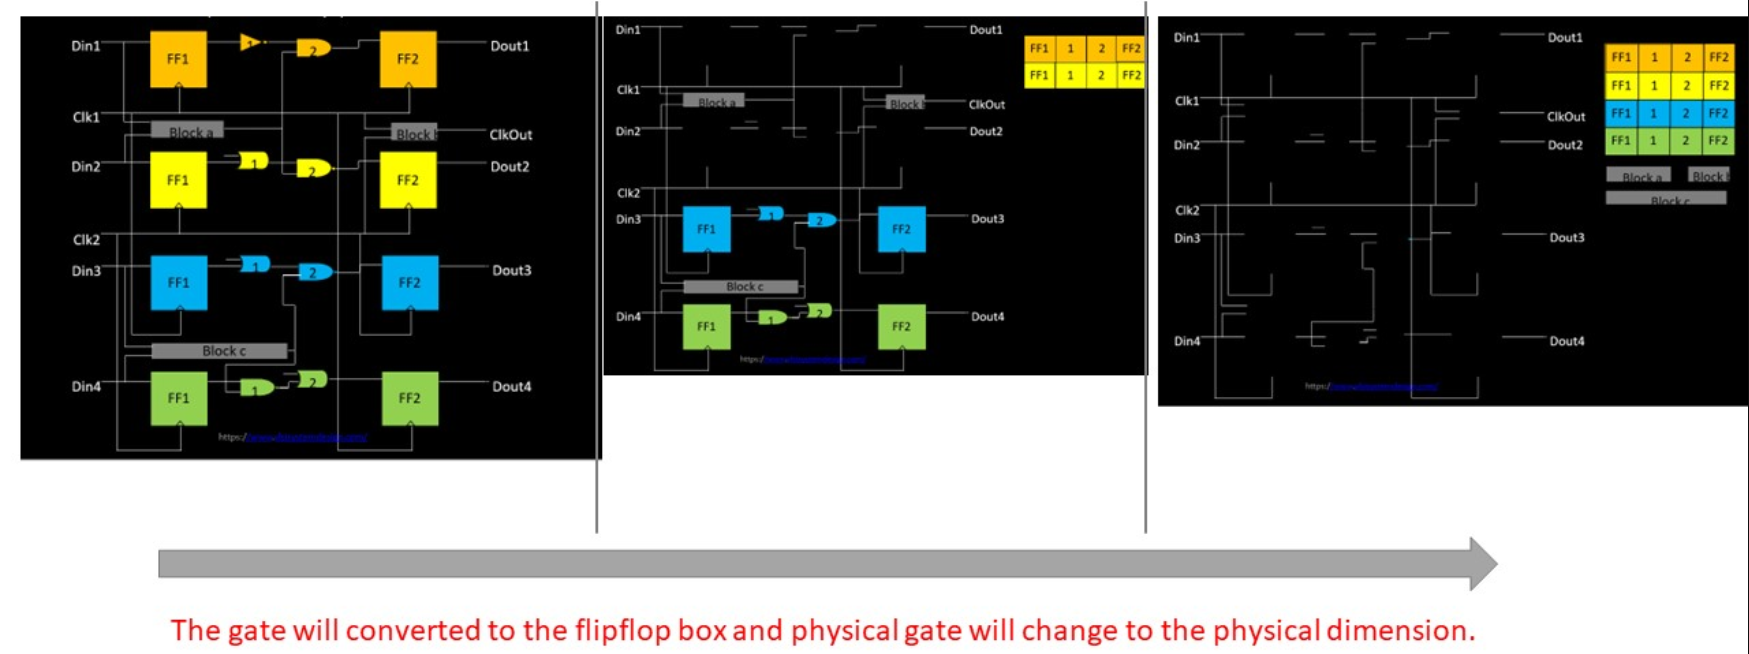 Din1
FF1
1
2
FF2
Dout1
Clk1
Block a
Block
ClkOut
Din2
FF1
1
2
FF2
Dout2
Clk2
Din3
FF1
1
2
FF2
Dout3
Block c
Din4
FF1
1
2
FF2
Dout4
https:/
Din1
Dout1
FF1 1 2 FF2
FF1 1 2 FF2
Clk1
Block a
Block
ClkOut
Din2
Dout2
Clk2
Din3
FF1
1
2
FF2
Dout3
Block c
Din4
FF1
1
2
FF2
Dout4
https:/
Din1
Dout1
FF1 1 2 FF2
FF1 1 2 FF2
FF1 1 2 FF2
FF1 1 2 FF2
Clk1
ClkOut
Din2
Dout2
Block a
Block
Block c
Clk2
Din3
Dout3
Din4
Dout4
https:/
The gate will converted to the flipflop box and physical gate will change to the physical dimension.